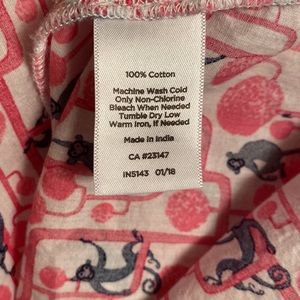 100% Cotton
Machine Wash Cold
Only Non-Chlorine
Bleach When Needed
Tumble Dry Low
Warm Iron, If Needed
Made in India
CA #23147
IN5143 01/18